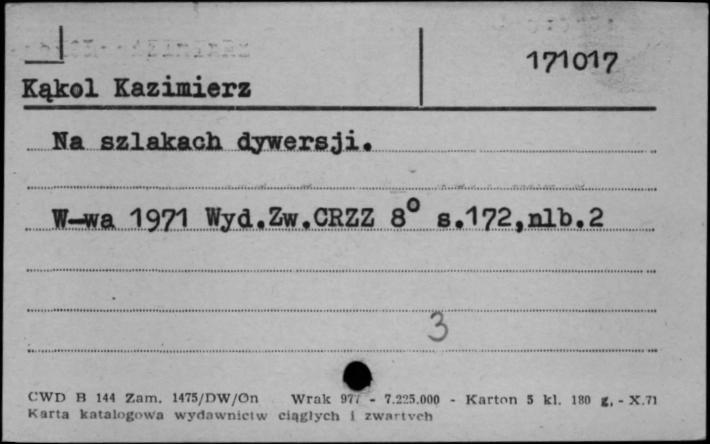 171017
Kąkol Kazimierz
Na szlakach dywersji.
W-wa 1971 Wyd.Zw.CRZZ 8° s.172,nlb.2
3
CWD B 144 Zam. 1475/DW/On Wrak 977 - 7.225.000 - Karton 5 kl. 180 g. - X.71
Karta katalogowa wydawnictw ciągłych i zwartych